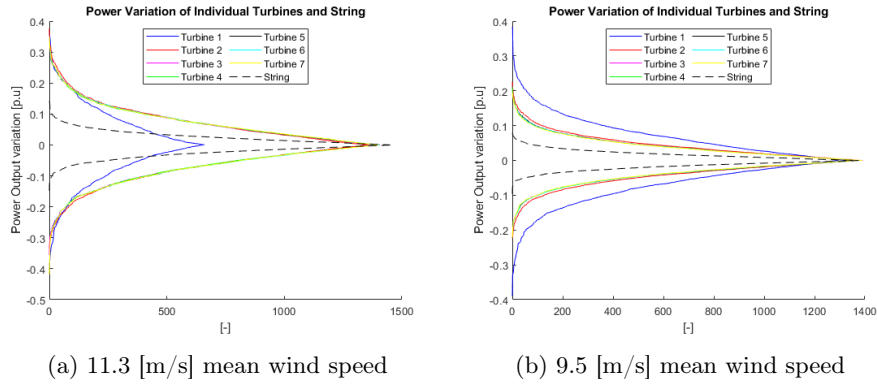 Power Variation of Individual Turbines and String
Power Output variation [p.u]
0.4
0.3
0.2
0.1
0
-0.1
-0.2
-0.3
-0.4
-0.5
Turbine 1
Turbine 2
Turbine 3
Turbine 4
Turbine 5
Turbine 6
Turbine 7
String
0
500
1000
1500
[-]
(a) 11.3 [m/s] mean wind speed
Power Variation of Individual Turbines and String
Power Output variation [p.u]
0.4
0.3
0.2
0.1
0
-0.1
-0.2
-0.3
-0.4
Turbine 1
Turbine 2
Turbine 3
Turbine 4
Turbine 5
Turbine 6
Turbine 7
String
0
200
400
600
800
1000
1200
1400
[-]
(b) 9.5 [m/s] mean wind speed